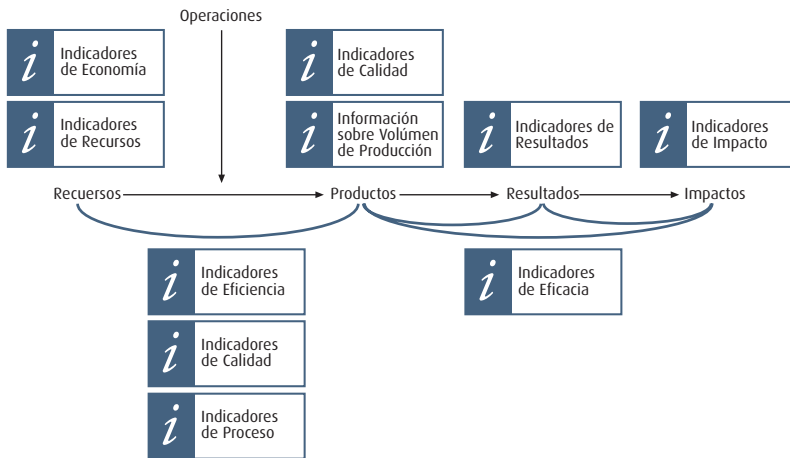 Operaciones
Indicadores
de Economía
Indicadores
de Calidad
Indicadores
de Recursos
Información
sobre Volúmen
de Producción
Indicadores de
Resultados
Indicadores
de Impacto
Recuersos
Productos
Resultados
Impactos
Indicadores
de Eficiencia
Indicadores
de Eficacia
Indicadores
de Calidad
Indicadores
de Proceso